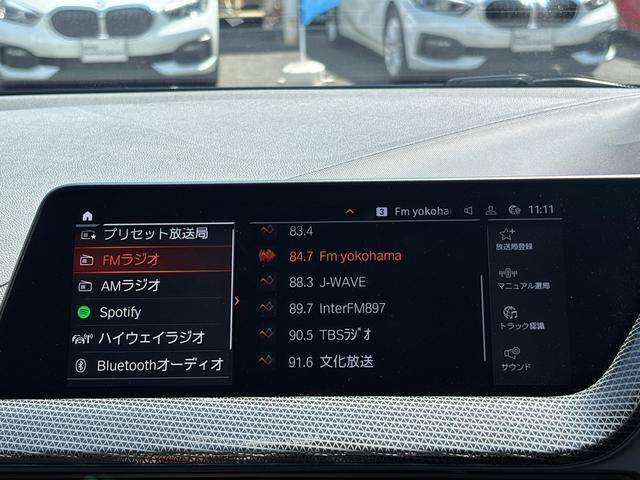 3 Fm yokoha 11:11
プリセット放送局
FMラジオ
AMラジオ
Spotify
ハイウェイラジオ
Bluetoothオーディオ
83.4
84.7 Fm yokohama
88.3 J-WAVE
89.7 InterFM897
90.5 TBSﾗｼﾞｵ
91.6 文化放送
放送局登録
マニュアル選局
トラック認識
サウンド